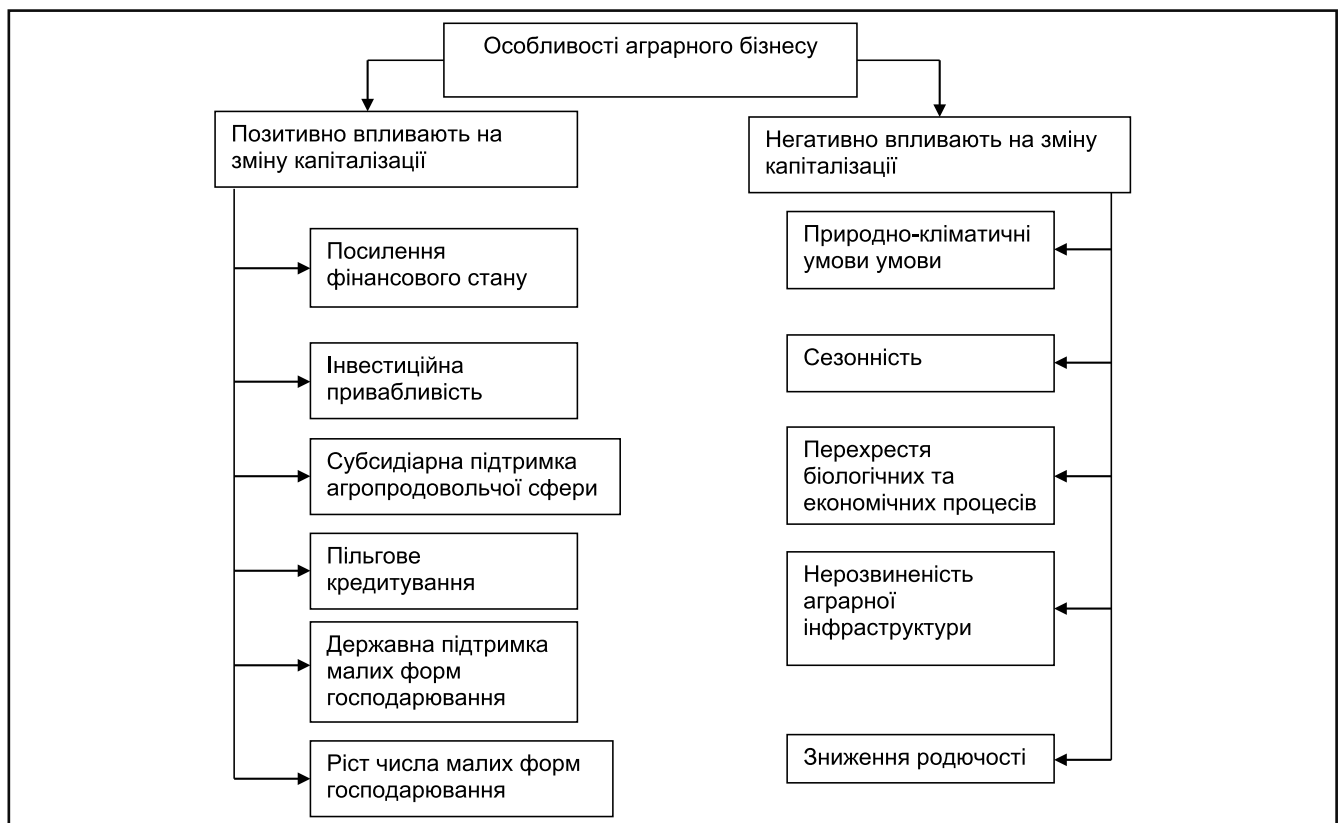 Особливості аграрного бізнесу
Позитивно впливають на
зміну капіталізації
Посилення
фінансового стану
Інвестиційна
привабливість
Субсидіарна підтримка
агропродовольчої сфери
Пільгове
кредитування
Державна підтримка
малих форм
господарювання
Ріст числа малих форм
господарювання
Негативно впливають на зміну
капіталізації
Природно-кліматичні
умови умови
Сезонність
Перехрестя
біологічних та
економічних процесів
Нерозвиненість
аграрної
інфраструктури
Зниження родючості